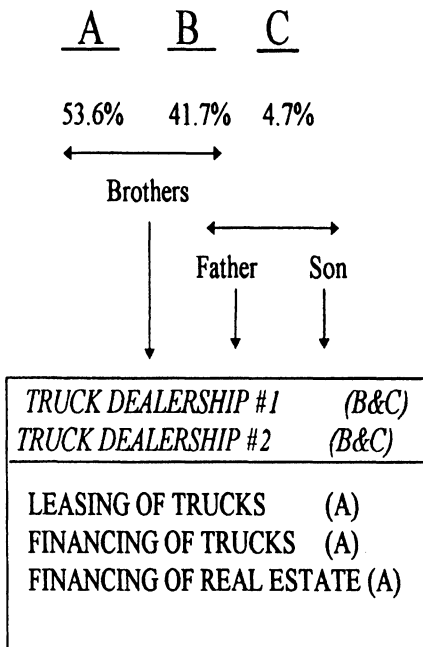 A B C
53.6% 41.7% 4.7%
Brothers
Father Son
TRUCK DEALERSHIP #1 (B&C)
TRUCK DEALERSHIP #2 (B&C)
LEASING OF TRUCKS (A)
FINANCING OF TRUCKS (A)
FINANCING OF REAL ESTATE (A)